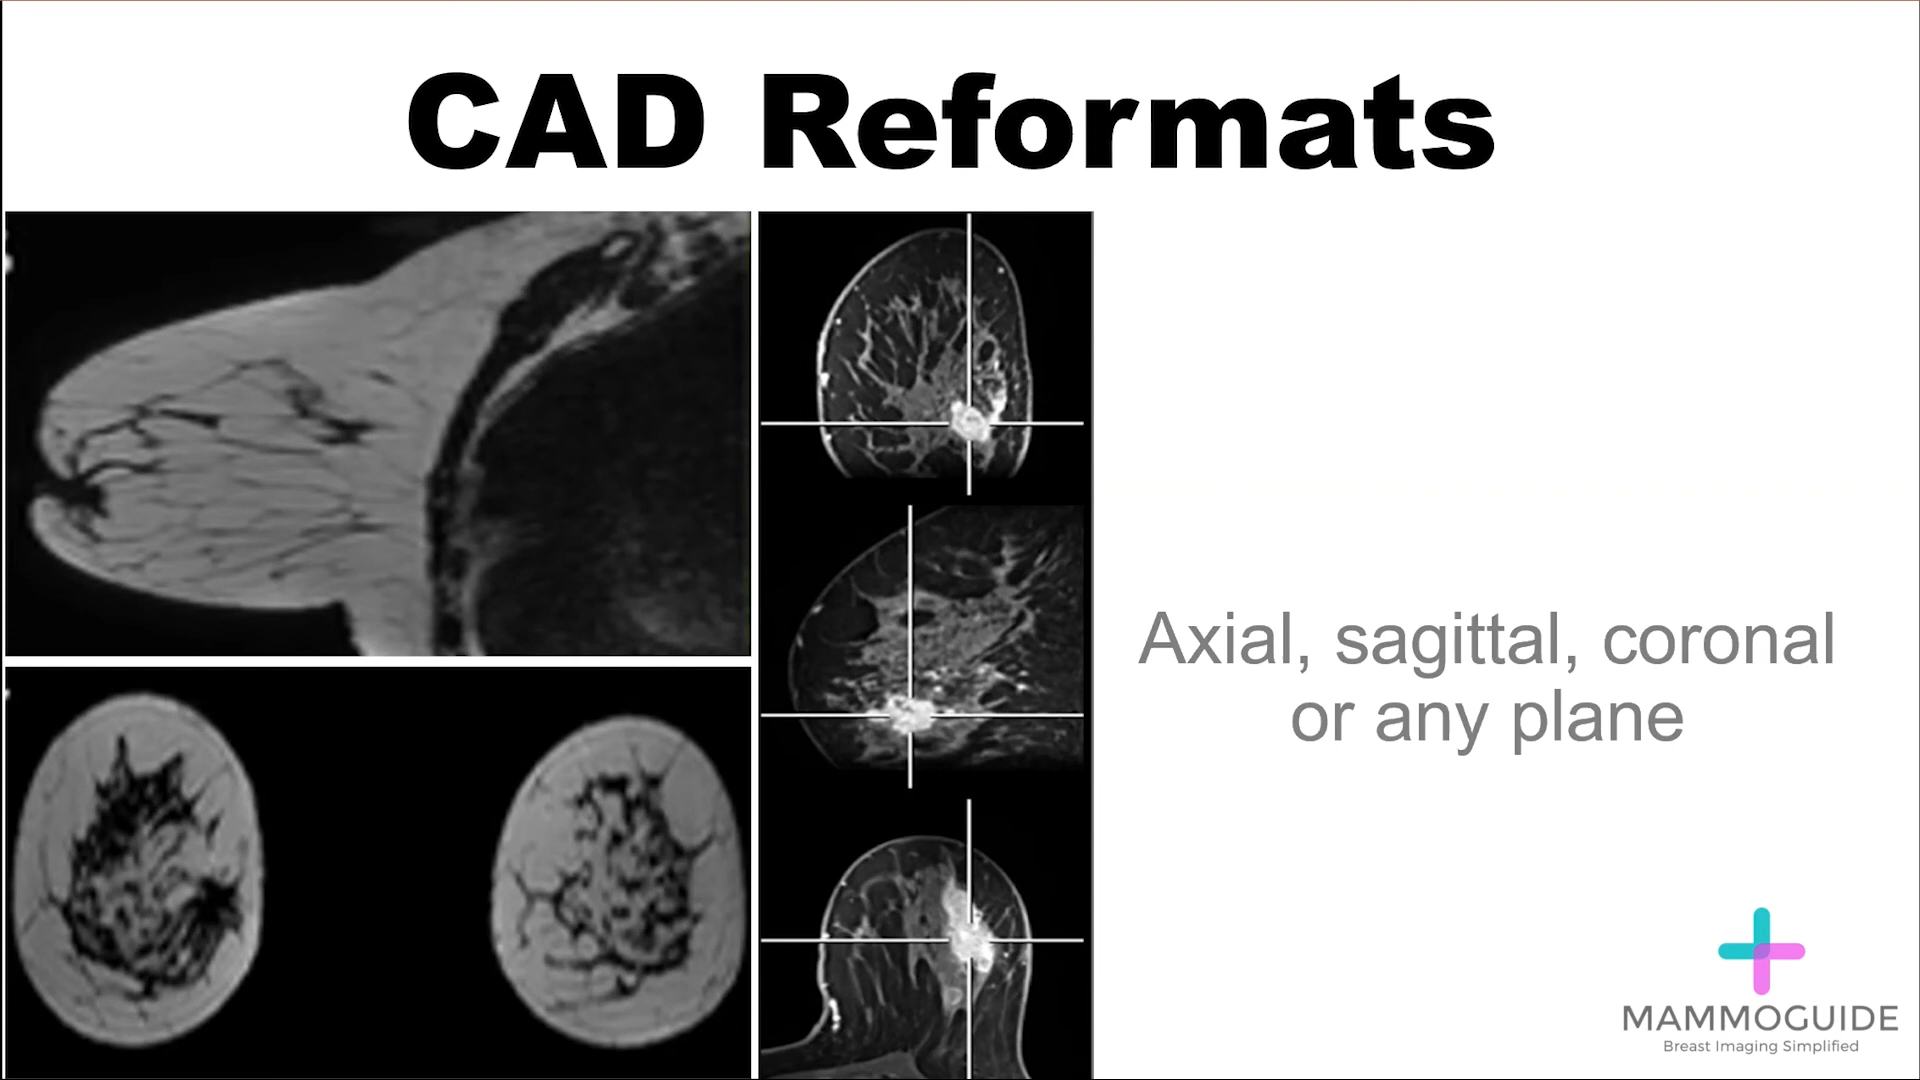 CAD Reformats
Axial, sagittal, coronal
or any plane
MAMMOGUIDE
Breast Imaging Simplified